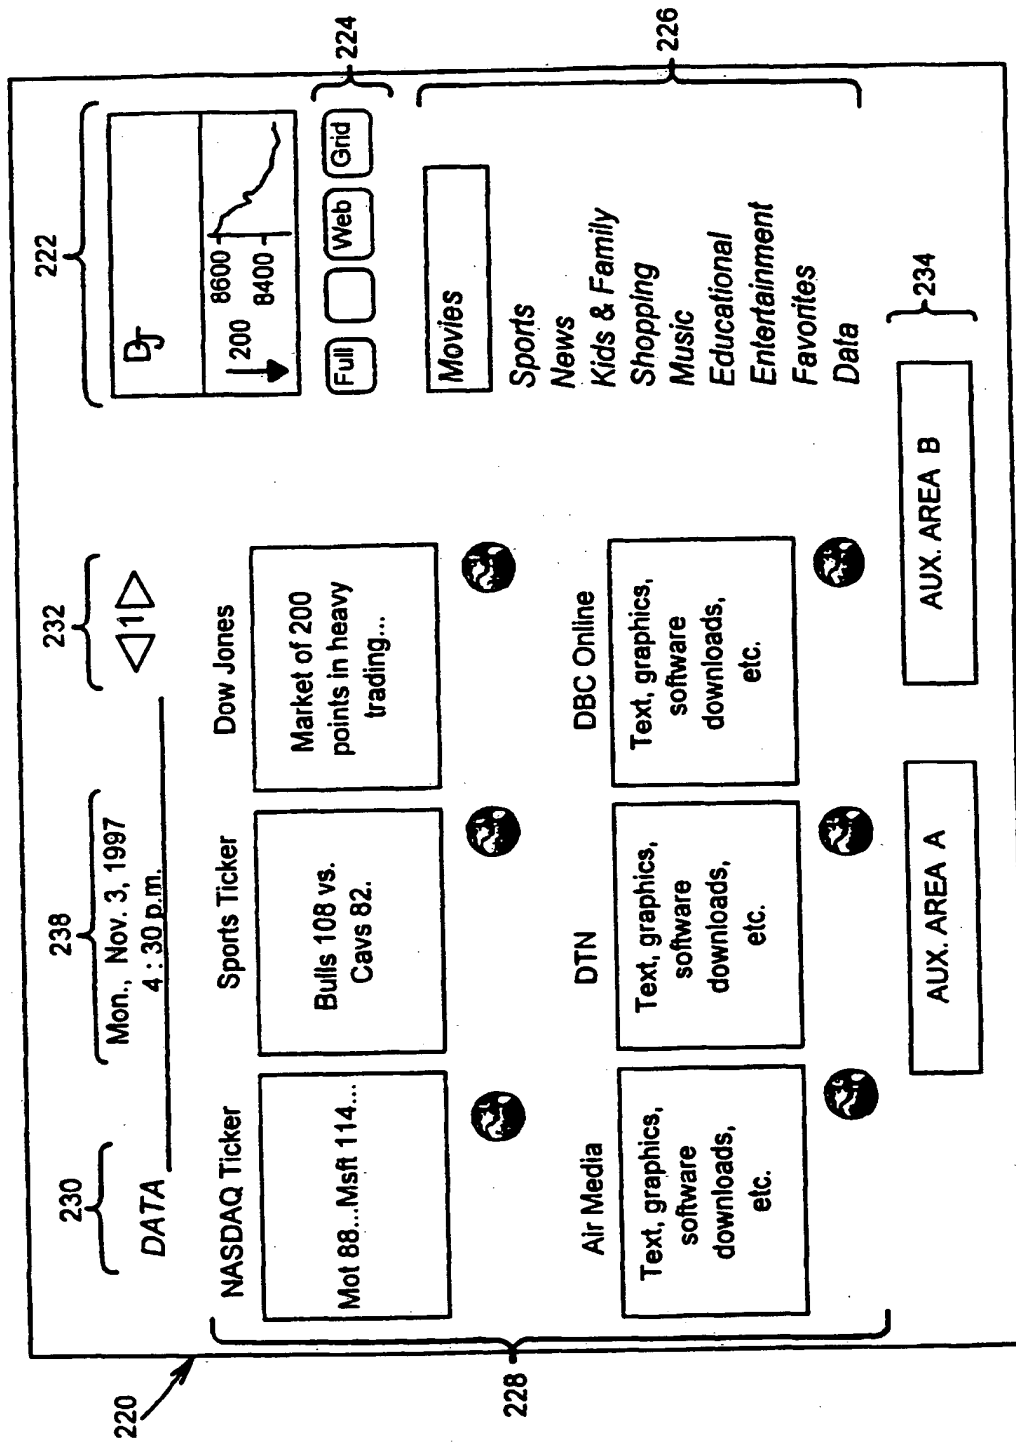 220
230
238
232
222
DATA
Mon., Nov. 3, 1997
4 : 30 p.m.
1
DJ
200
8600
8400
224
Full
Web
Grid
NASDAQ Ticker
Sports Ticker
Dow Jones
Mot 88...Msft 114...
Bulls 108 vs.
Cavs 82.
Market of 200
points in heavy
trading...
226
Movies
Sports
News
Kids & Family
Shopping
Music
Educational
Entertainment
Favorites
Data
228
Air Media
DTN
DBC Online
Text, graphics,
software
downloads,
etc.
Text, graphics,
software
downloads,
etc.
Text, graphics,
software
downloads,
etc.
AUX. AREA A
AUX. AREA B
234